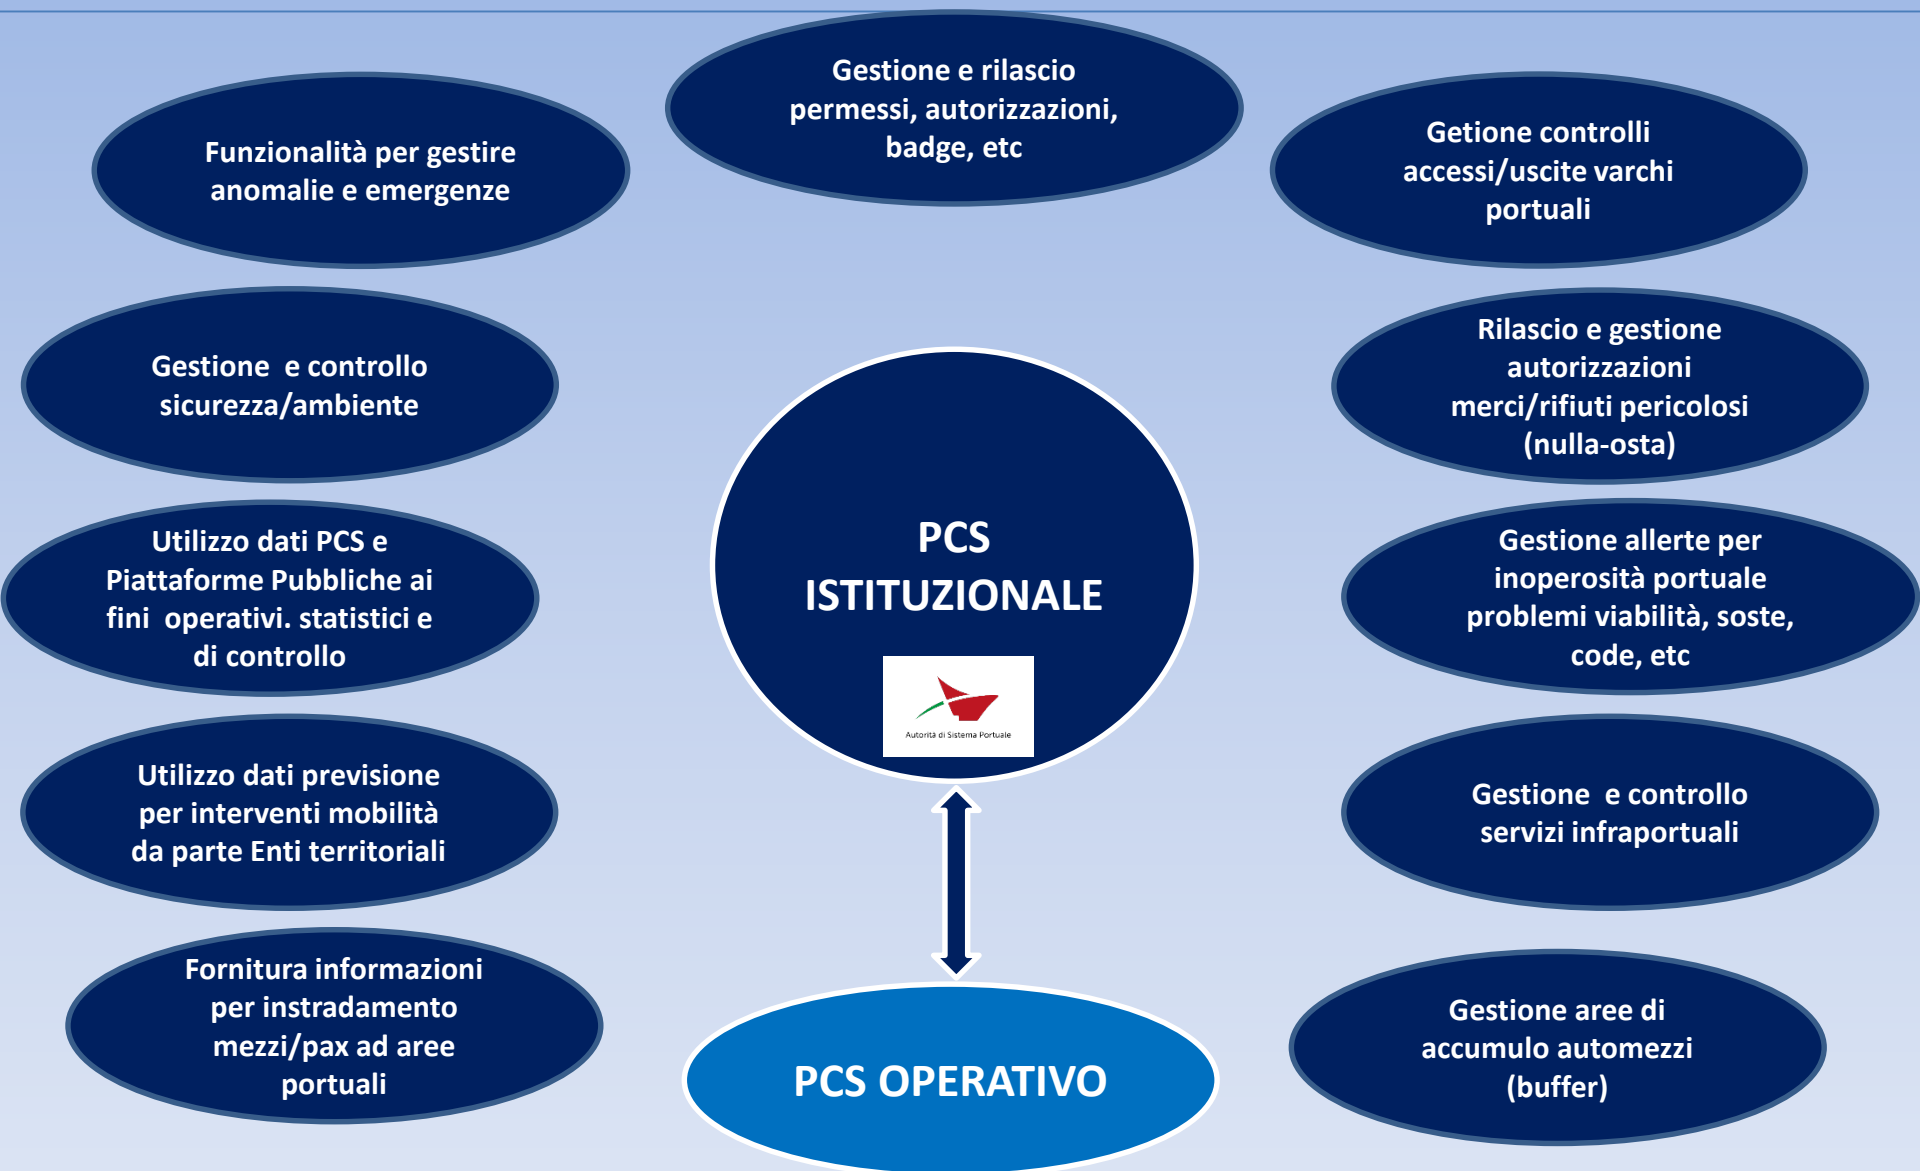 Gestione e rilascio
permessi, autorizzazioni,
badge, etc
Funzionalità per gestire
anomalie e emergenze
Getione controlli
accessi/uscite varchi
portuali
Gestione  e controllo
sicurezza/ambiente
Rilascio e gestione
autorizzazioni
merci/rifiuti pericolosi
(nulla-osta)
Utilizzo dati PCS e
Piattaforme Pubbliche ai
fini  operativi. statistici e
di controllo
PCS
ISTITUZIONALE
Autorità di Sistema Portuale
Gestione allerte per
inoperosità portuale
problemi viabilità, soste,
code, etc
Utilizzo dati previsione
per interventi mobilità
da parte Enti territoriali
Gestione  e controllo
servizi infraportuali
Fornitura informazioni
per instradamento
mezzi/pax ad aree
portuali
PCS OPERATIVO
Gestione aree di
accumulo automezzi
(buffer)